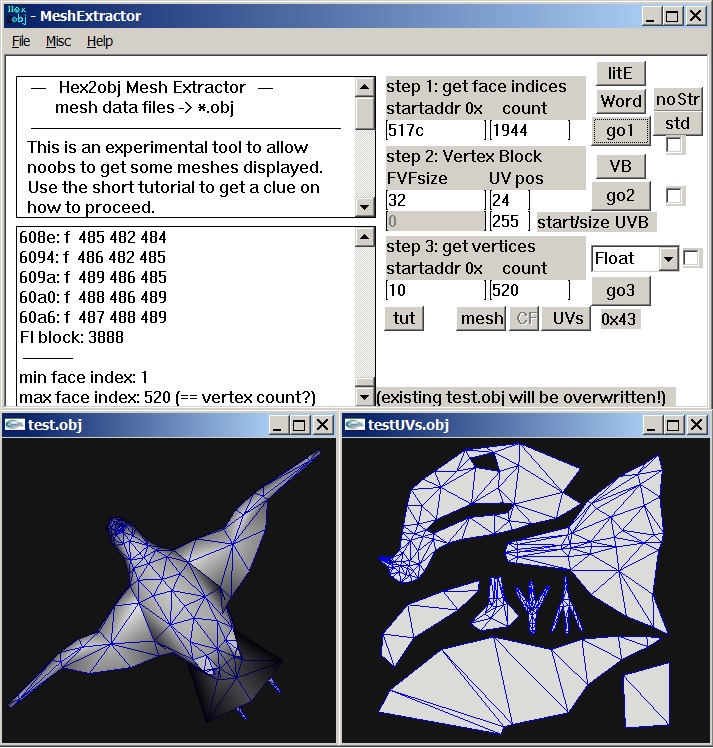 Hex obj - MeshExtractor
File Misc Help
— Hex2obj Mesh Extractor —
mesh data files -> *.obj
This is an experimental tool to allow
noobs to get some meshes displayed.
Use the short tutorial to get a clue on
how to proceed.
608e: f 485 482 484
6094: f 486 482 485
609a: f 489 486 485
60a0: f 488 486 489
60a6: f 487 488 489
FI block: 3888
min face index: 1
max face index: 520 (== vertex count?)
step 1: get face indices
startaddr 0x count
517c 1944
litE
Word
noStr
go1
std
step 2: Vertex Block
FVFsize UV pos
32 24
0 255 start/size UVB
VB
go2
step 3: get vertices
startaddr 0x count
10 520
Float
go3
tut mesh CF UVs 0x43
(existing test.obj will be overwritten!)
test.obj
testUVs.obj